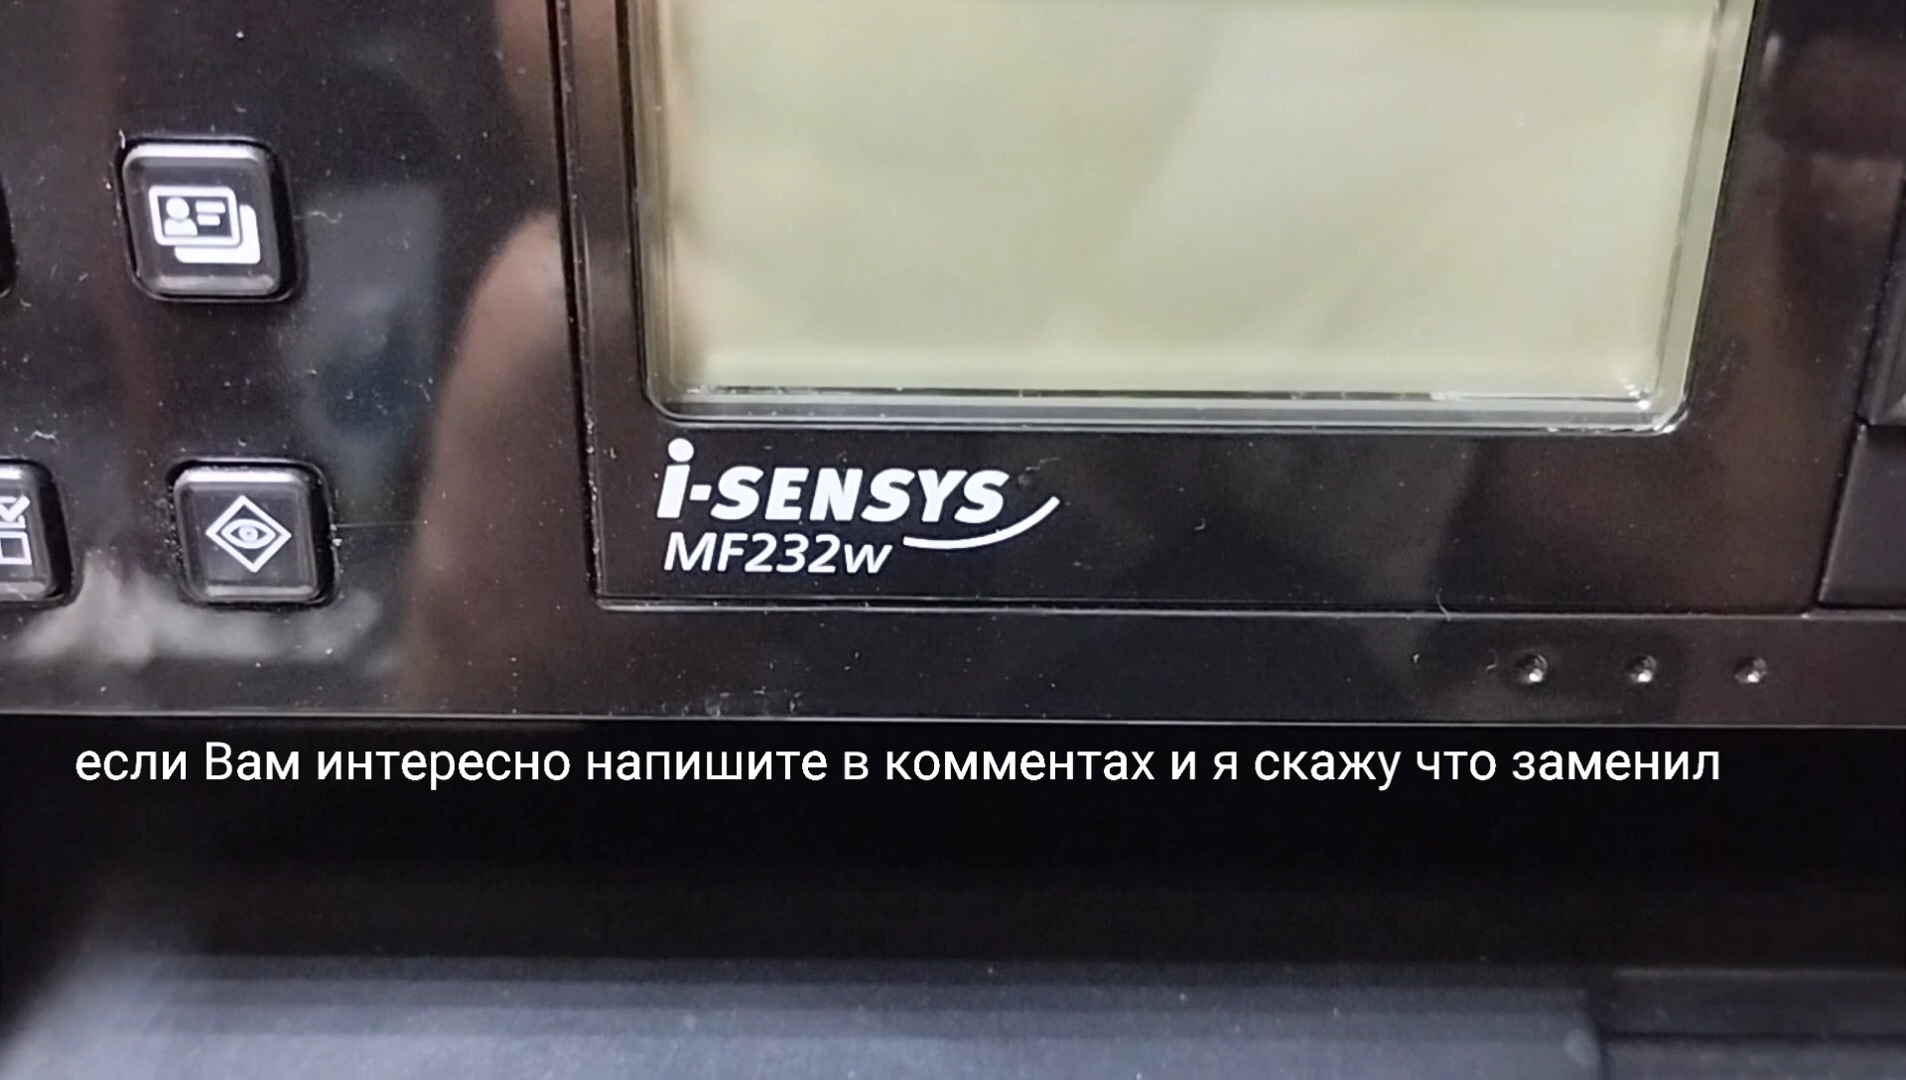 i-SENSYS
MF232w
если Вам интересно напишите в комментах и я скажу что заменил